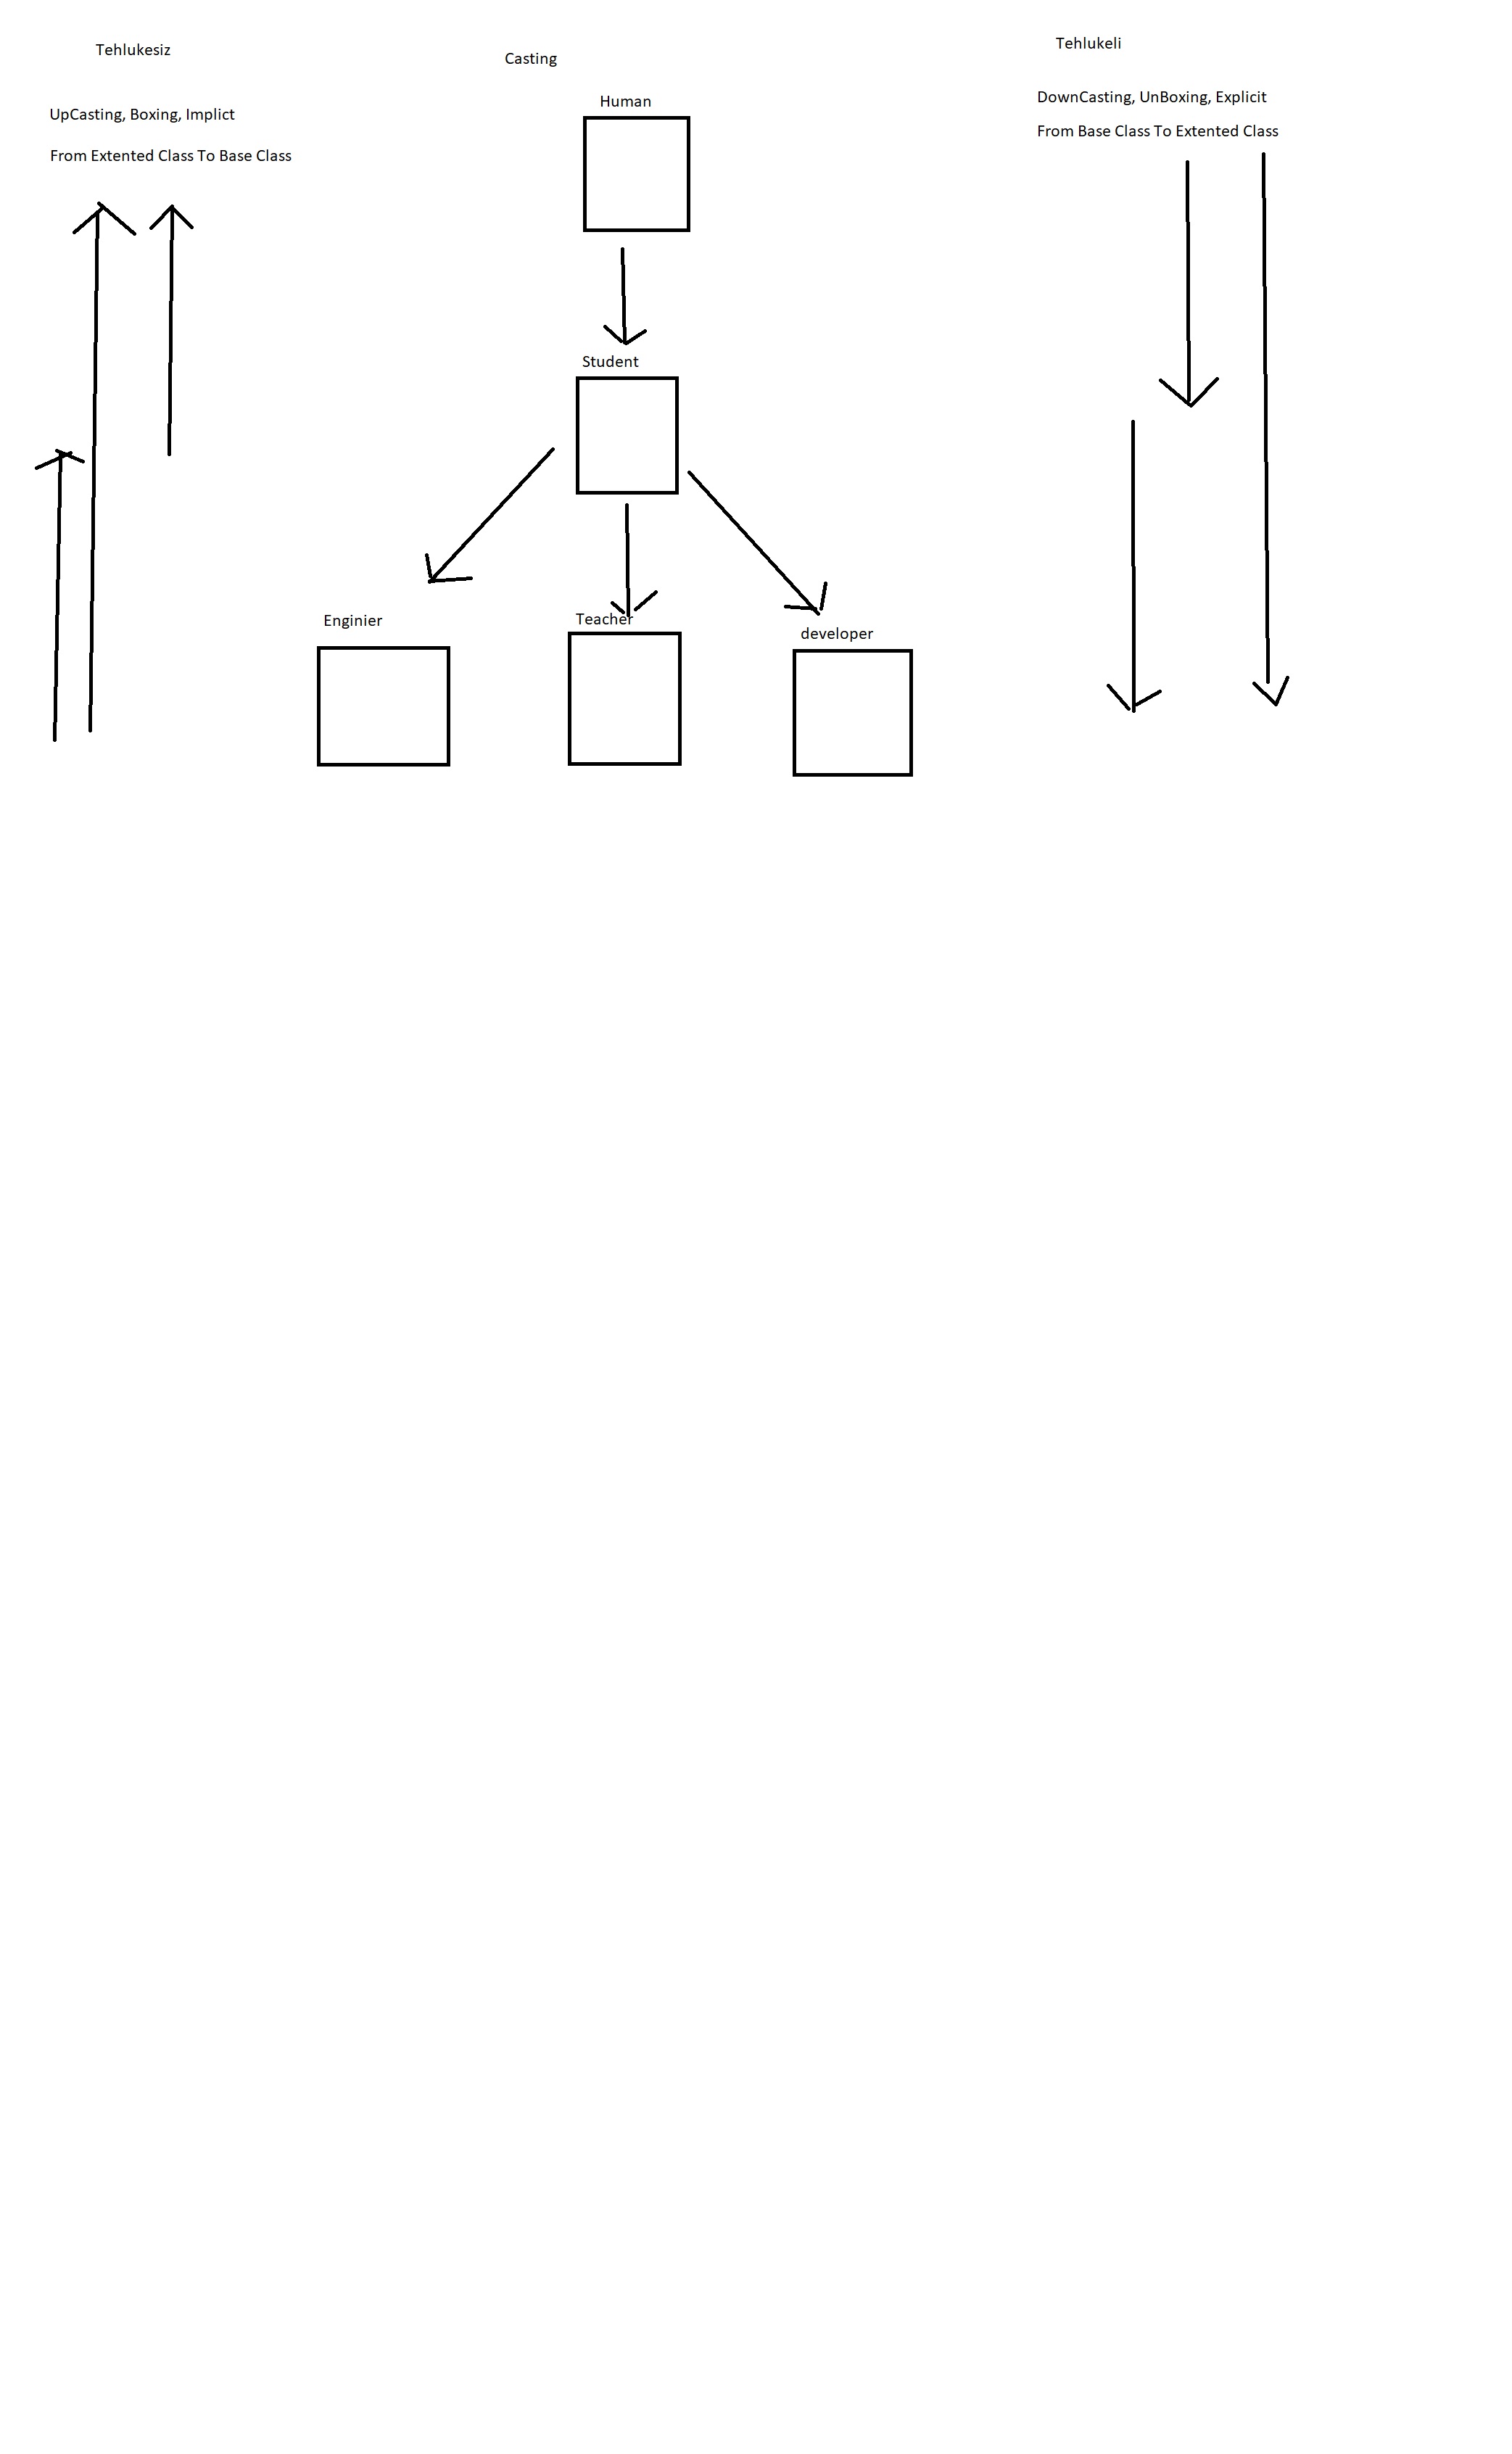 Tehlukesiz
Casting
Tehlukeli
UpCasting, Boxing, Implict
From Extented Class To Base Class
DownCasting, UnBoxing, Explicit
From Base Class To Extented Class
Human
Student
Enginier
Teacher
developer